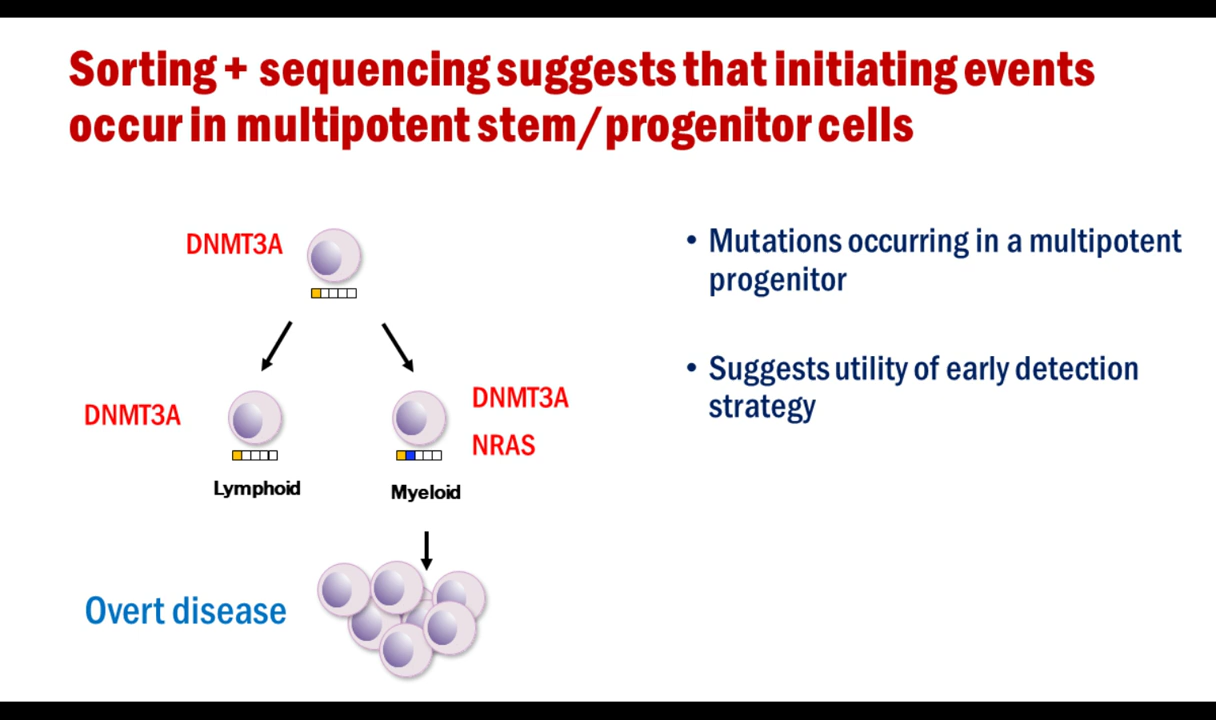 Sorting + sequencing suggests that initiating events
occur in multipotent stem/progenitor cells
DNMT3A
DNMT3A
Lymphoid
DNMT3A
NRAS
Myeloid
Overt disease
• Mutations occurring in a multipotent
progenitor
• Suggests utility of early detection
strategy